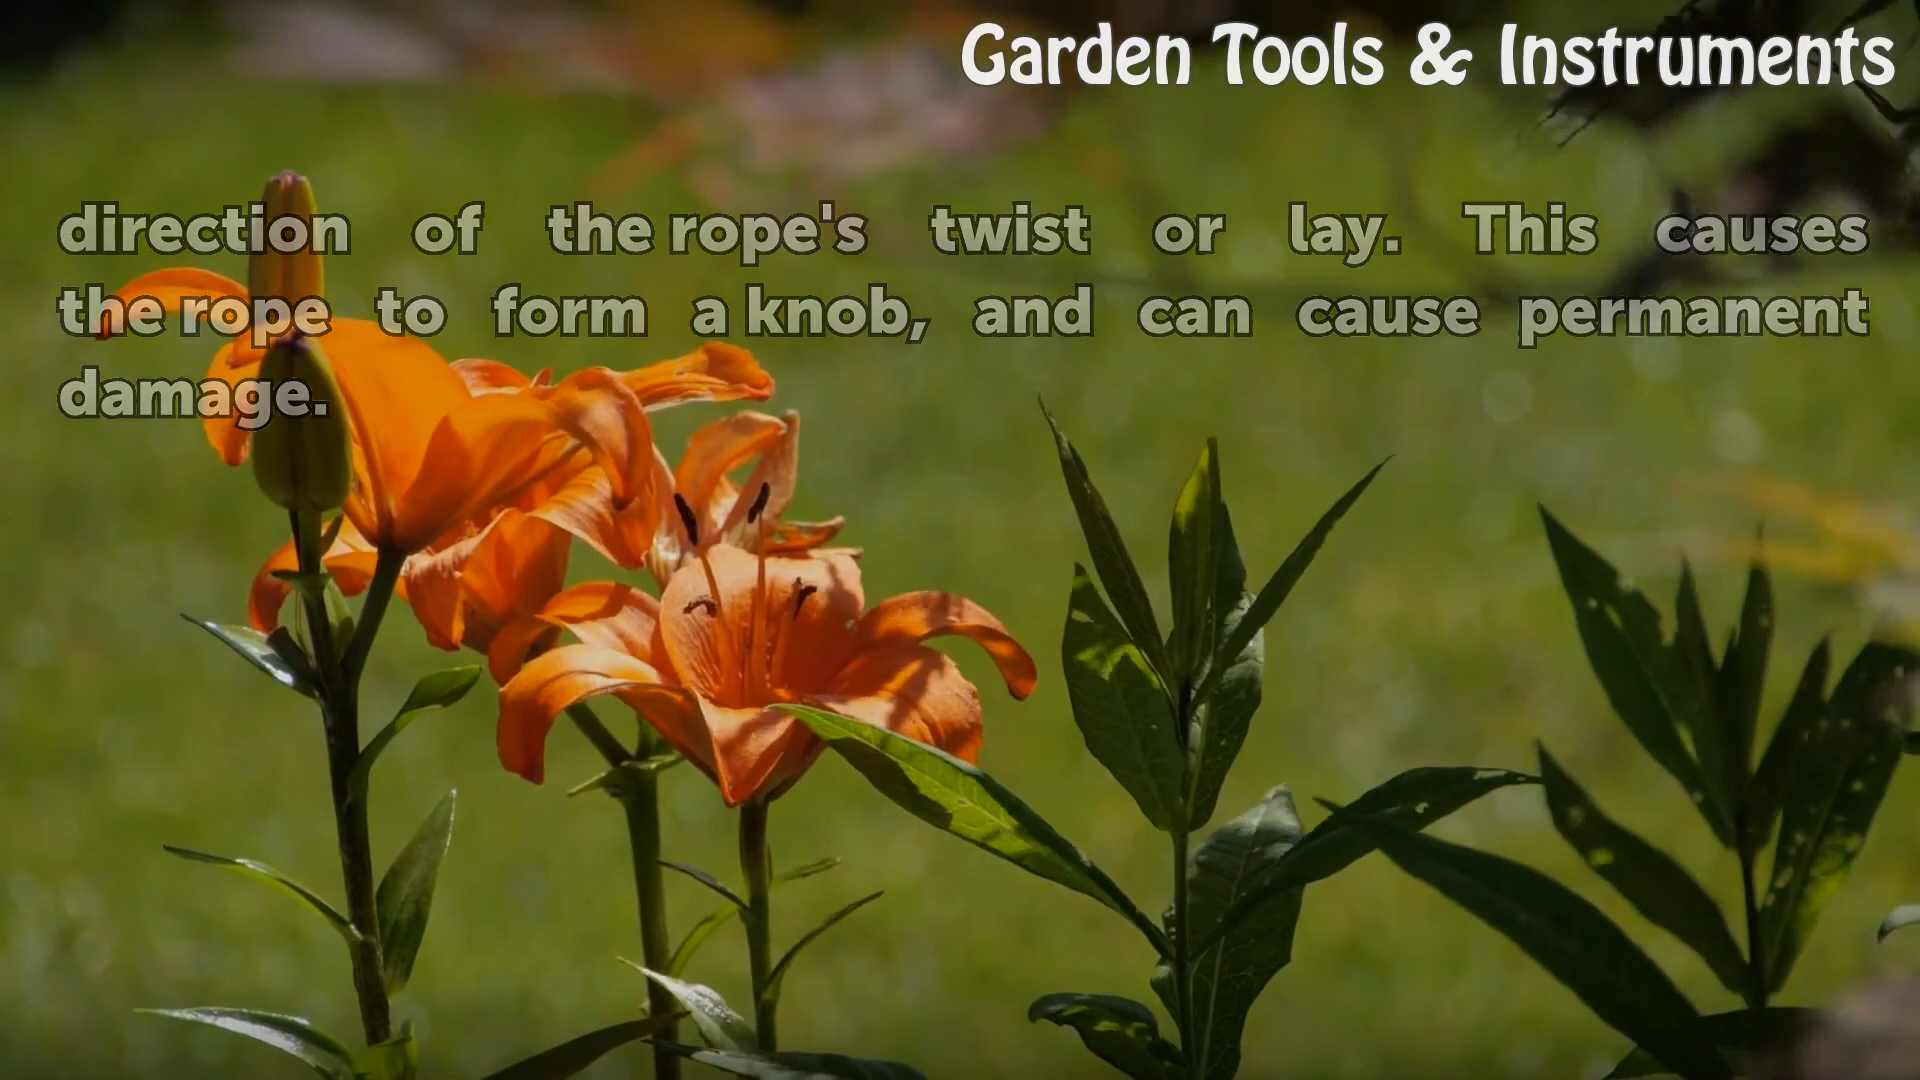 Garden Tools & Instruments
direction of the rope's twist or lay. This causes
the rope to form a knob, and can cause permanent
damage.